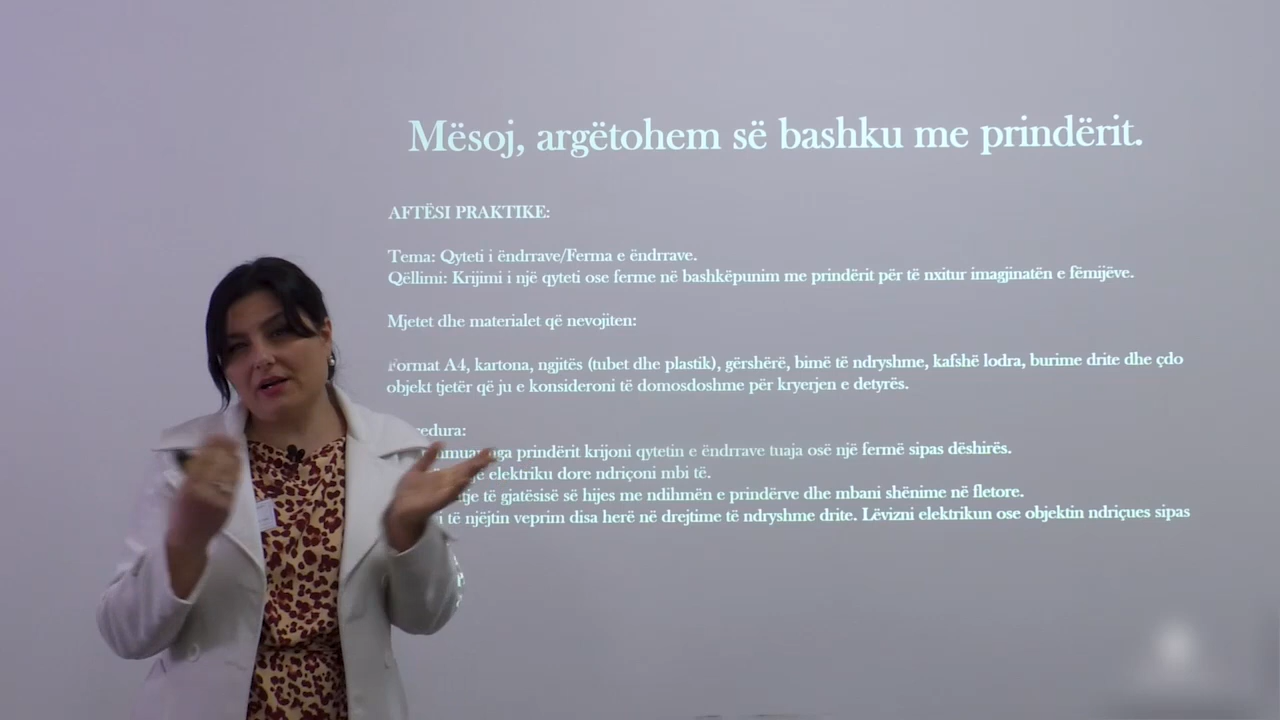 Mësoj, argëtohem së bashku me prindërit.
AFTËSI PRAKTIKE:
Tema: Qyteti i ëndrrave/Ferma e ëndrrave.
Qëllimi: Krijimi i një qyteti ose ferme në bashkëpunim me prindërit për të nxitur imagjinatën e fëmijëve.
Mjetet dhe materialet që nevojiten:
Format A4, kartona, ngjitës (tubet dhe plastik), gërshërë, bimë të ndryshme, kafshë lodra, burime drite dhe çdo
objekt tjetër që ju e konsideroni të domosdoshme për kryerjen e detyrës.
prindërit krijoni qytetin e ëndrrave tuaja osë një fermë sipas dëshirës.
elektriku dore ndriçoni mbi të.
të gjatësisë së hijes me ndihmën e prindërve dhe mbani shënime në fletore.
të njëjtin veprim disa herë në drejtime të ndryshme drite. Lëvizni elektrikun ose objektin ndriçues sipas